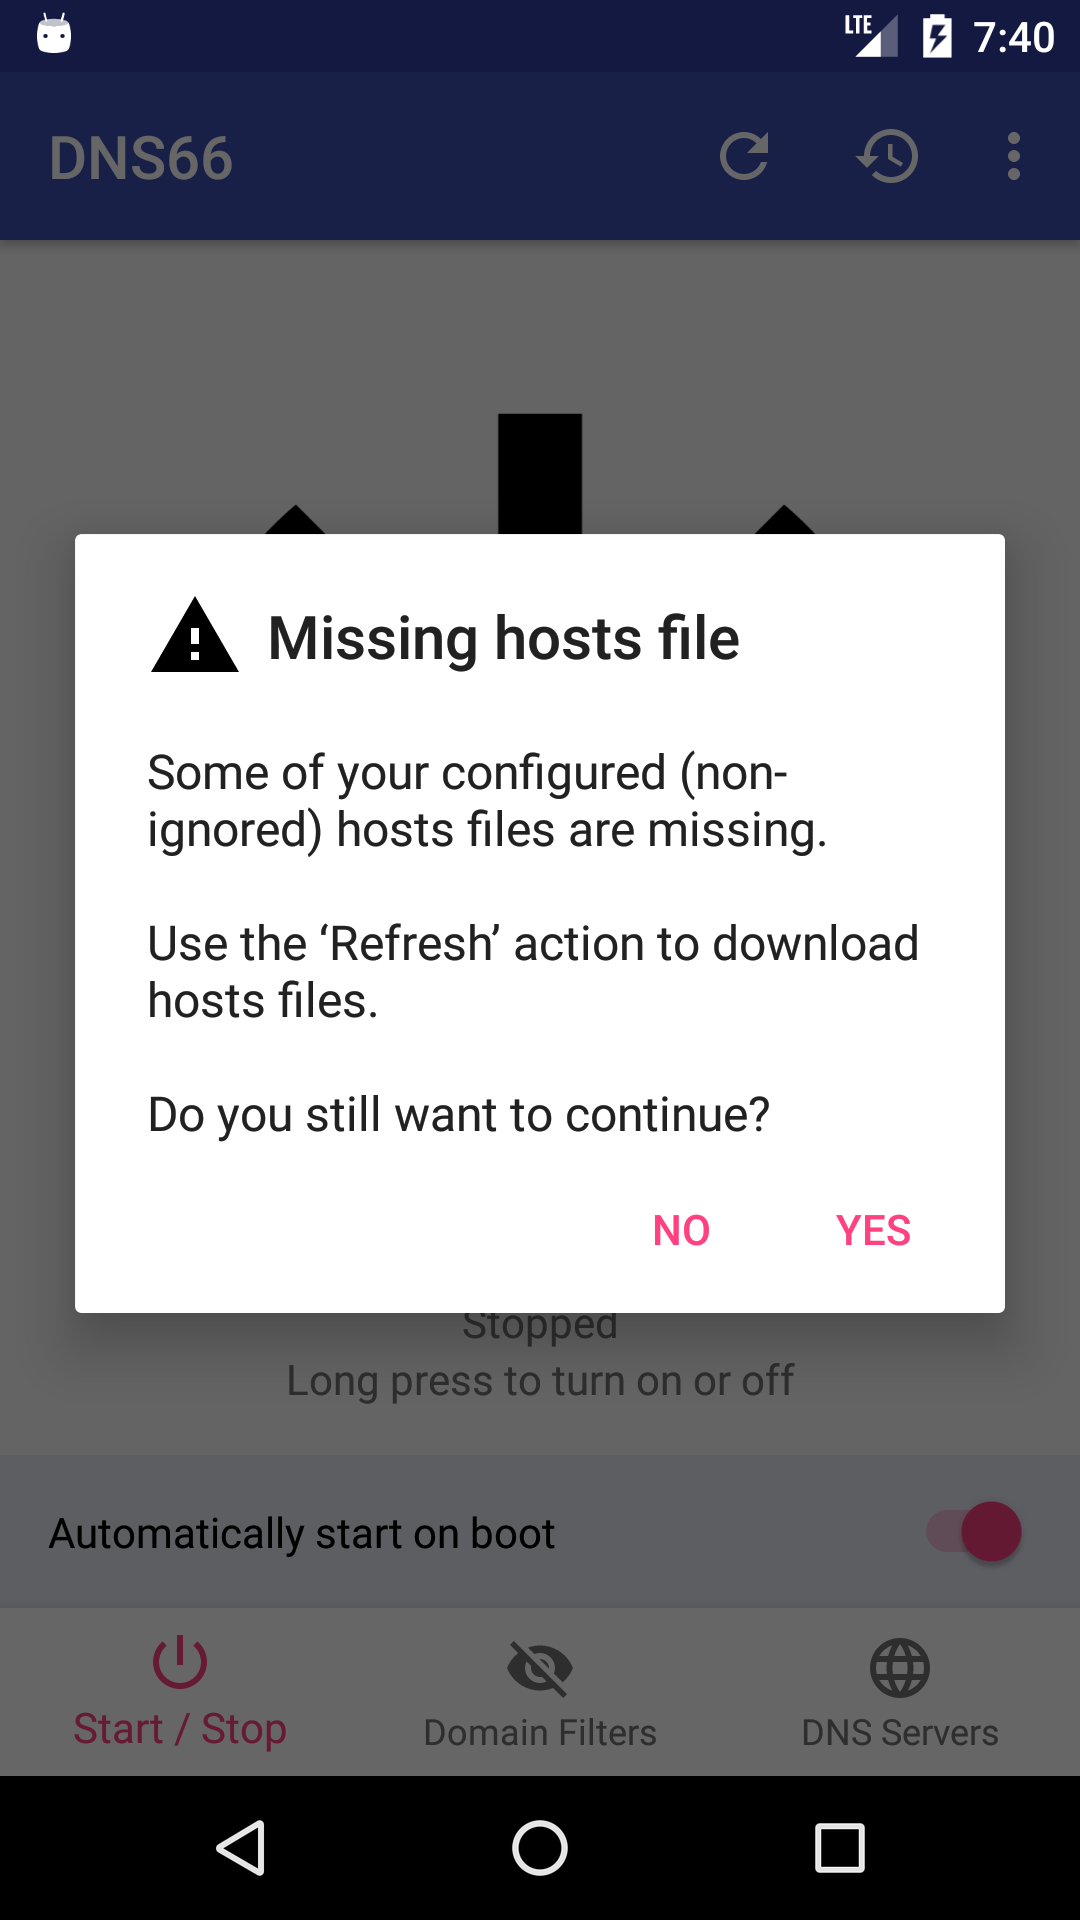 LTE 7:40
DNS66
Missing hosts file
Some of your configured (non-
ignored) hosts files are missing.
Use the ‘Refresh’ action to download
hosts files.
Do you still want to continue?
NO YES
Stopped
Long press to turn on or off
Automatically start on boot
Start / Stop Domain Filters DNS Servers